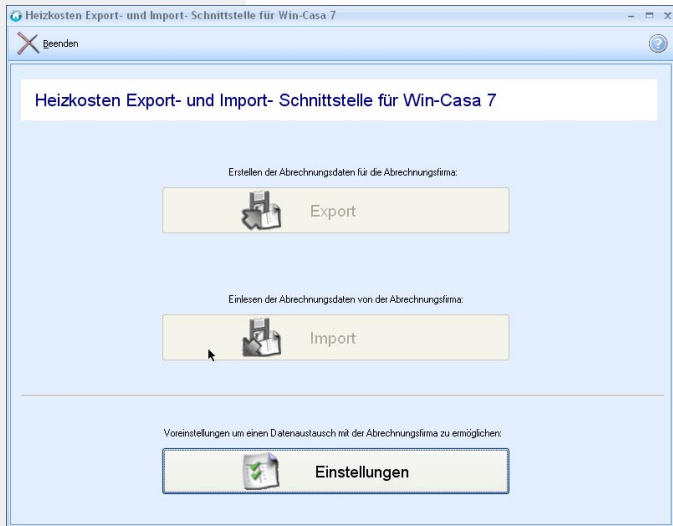 Heizkosten Export- und Import- Schnittstelle für Win-Casa 7
Beenden
Heizkosten Export- und Import- Schnittstelle für Win-Casa 7
Erstellen der Abrechnungsdaten für die Abrechnungsfirma:
Export
Einlesen der Abrechnungsdaten von der Abrechnungsfirma:
Import
Voreinstellungen um einen Datenaustausch mit der Abrechnungsfirma zu ermöglichen:
Einstellungen